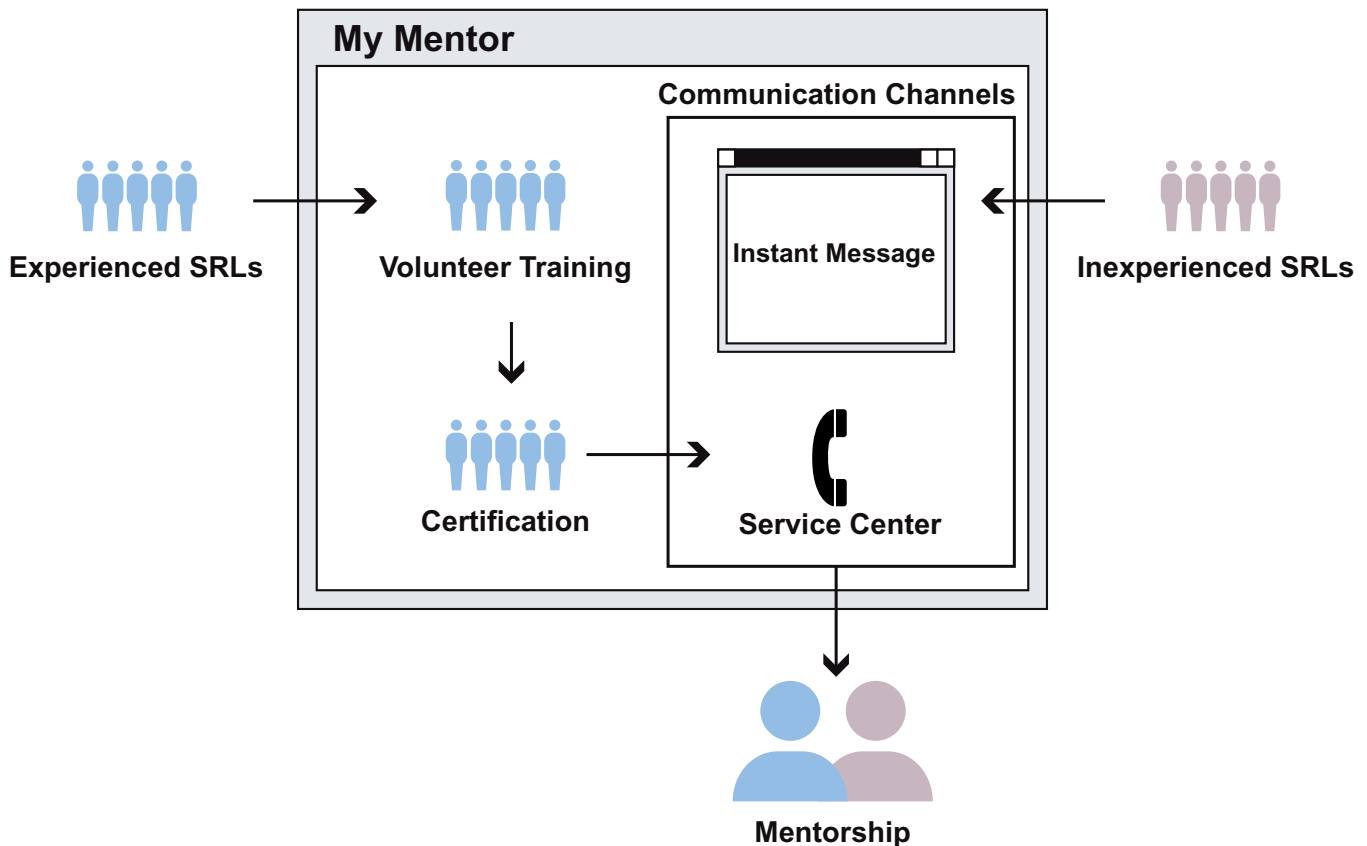 My Mentor
Communication Channels
Instant Message
Experienced SRLs
Volunteer Training
Inexperienced SRLs
Certification
Service Center
Mentorship